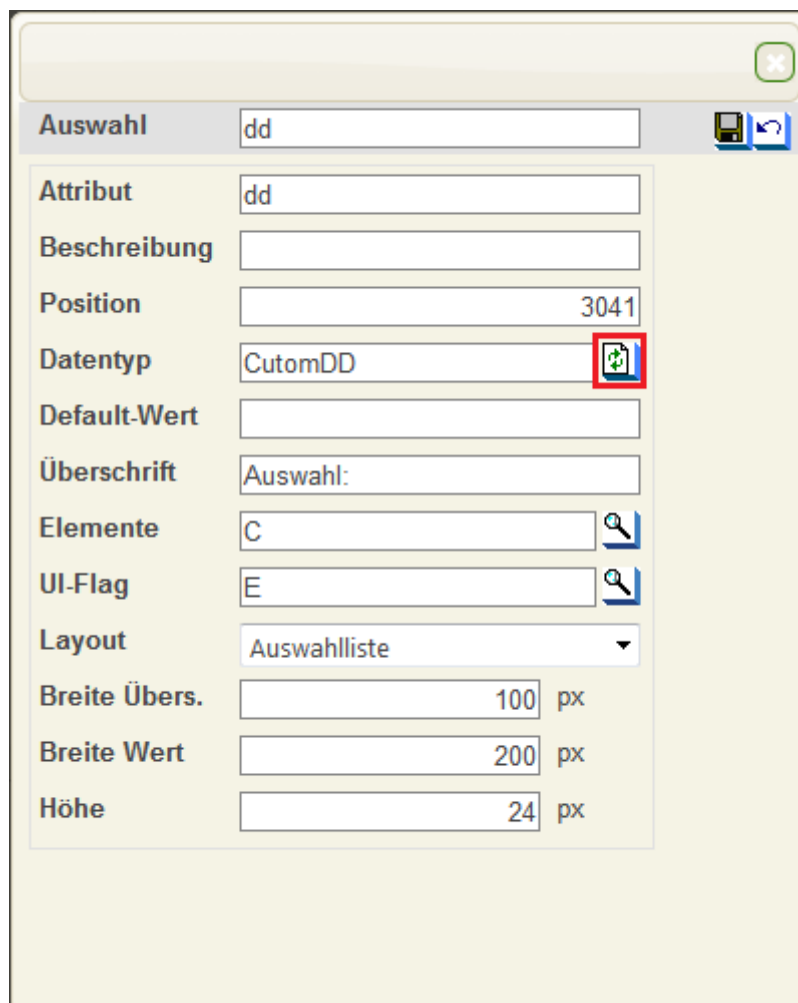 Auswahl dd
Attribut dd
Beschreibung
Position 3041
Datentyp CutomDD
Default-Wert
Überschrift Auswahl:
Elemente C
UI-Flag E
Layout Auswahlliste
Breite Übers. 100 px
Breite Wert 200 px
Höhe 24 px